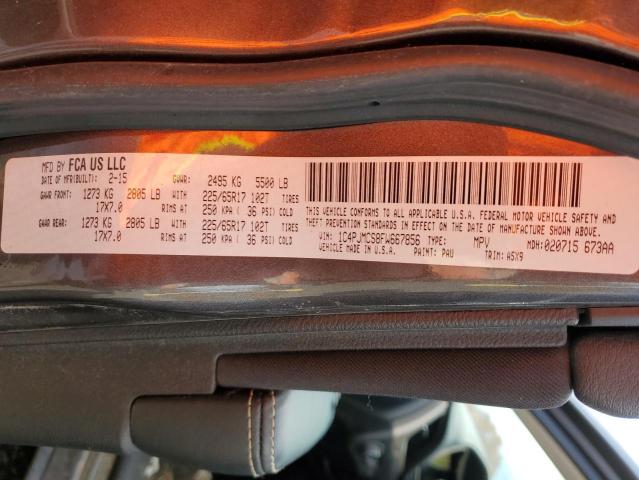 MFD BY FCA US LLC
DATE OF MFR(BUILT): 2-15 GVWR: 2495 KG 5500 LB
GAWR FRONT: 1273 KG 2805 LB WITH 225/65R17 102T TIRES
17X7.0 RIMS AT 250 KPA ( 36 PSI) COLD
GAWR REAR: 1273 KG 2805 LB WITH 225/65R17 102T TIRES
17X7.0 RIMS AT 250 KPA ( 36 PSI) COLD
THIS VEHICLE CONFORMS TO ALL APPLICABLE U.S.A. FEDERAL MOTOR VEHICLE SAFETY AND
THEFT PREVENTION STANDARDS IN EFFECT ON THE DATE OF MANUFACTURE SHOWN ABOVE.
VIN: 1C4PJMCS8FW667856 TYPE: MPV MDH: 020715 673AA
VEHICLE MADE IN U.S.A. PAINT: PAU TRIM: A5X9